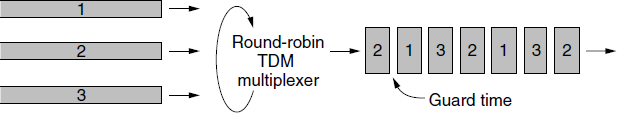 1
2
3
Round-robin
TDM
multiplexer
2 1 3 2 1 3 2
Guard time